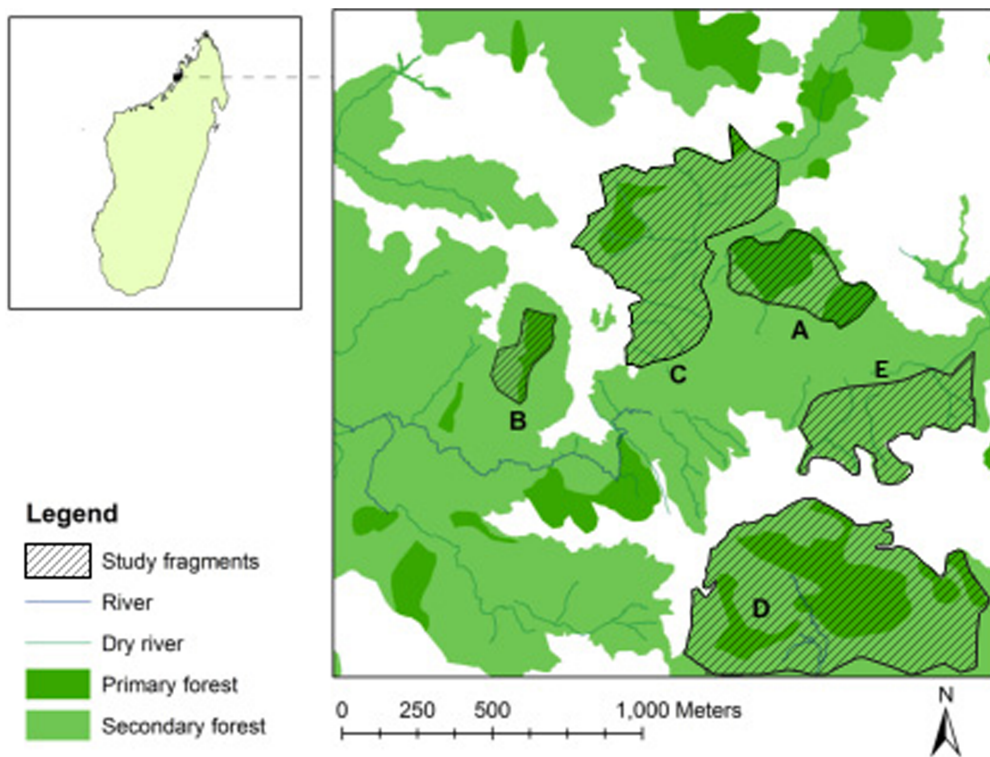 C
A
E
B
D
Legend
Study fragments
River
Dry river
Primary forest
Secondary forest
0 250 500 1,000 Meters
N